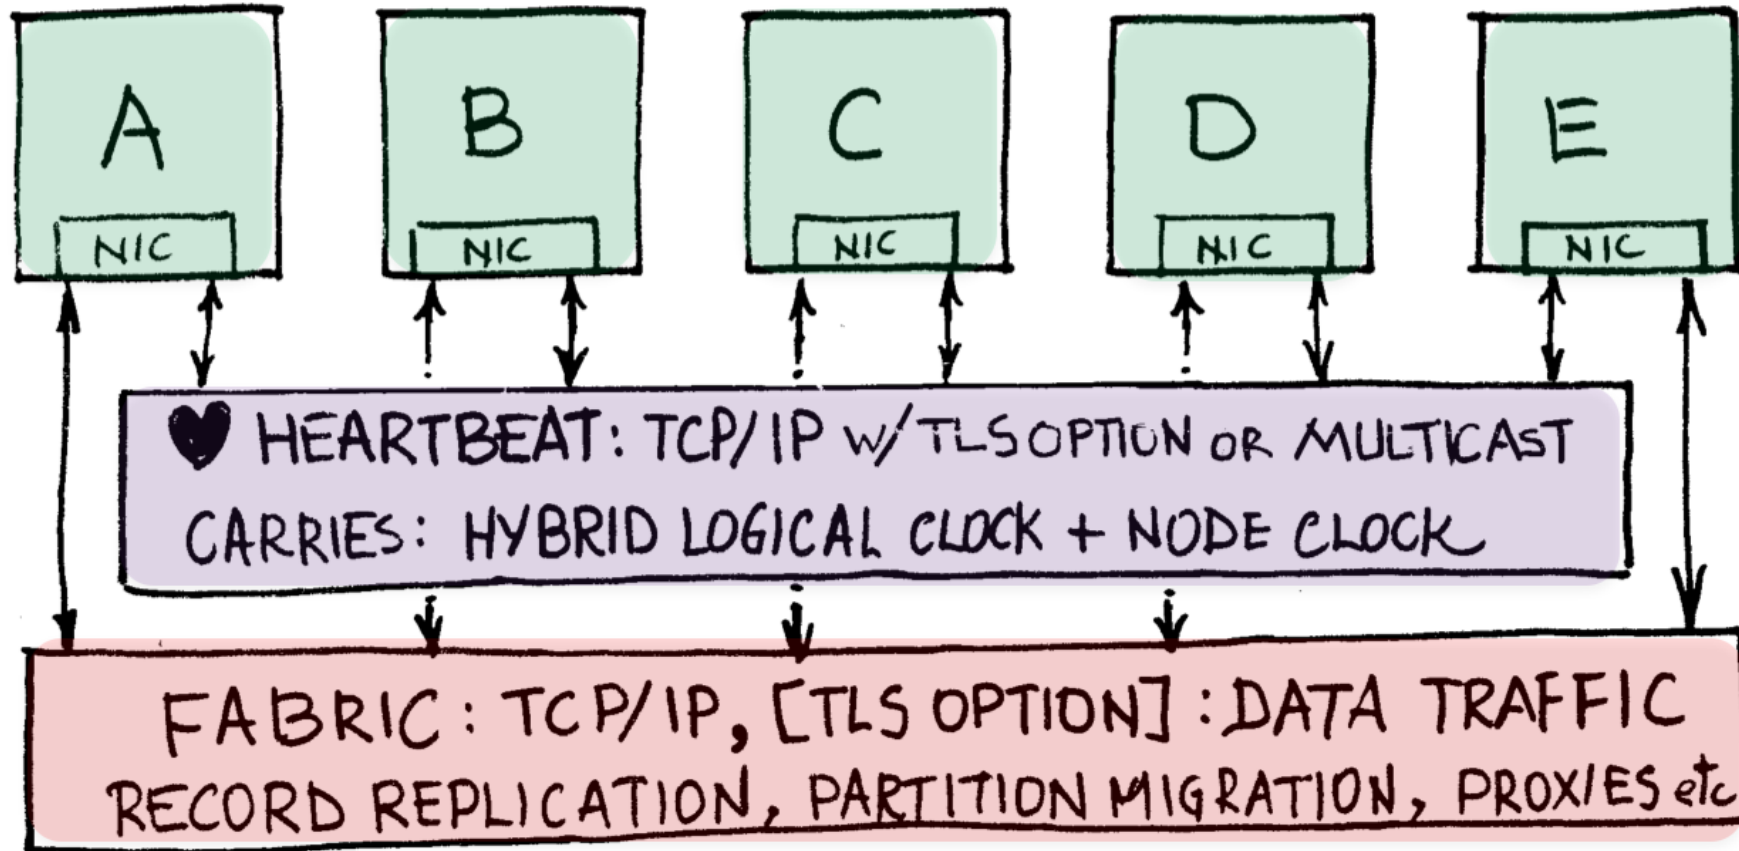 A
B
C
D
E
NIC
NIC
NIC
NIC
NIC
HEARTBEAT: TCP/IP w/ TLS OPTION OR MULTICAST
CARRIES: HYBRID LOGICAL CLOCK + NODE CLOCK
FABRIC: TCP/IP, [TLS OPTION]: DATA TRAFFIC
RECORD REPLICATION, PARTITION MIGRATION, PROXIES etc